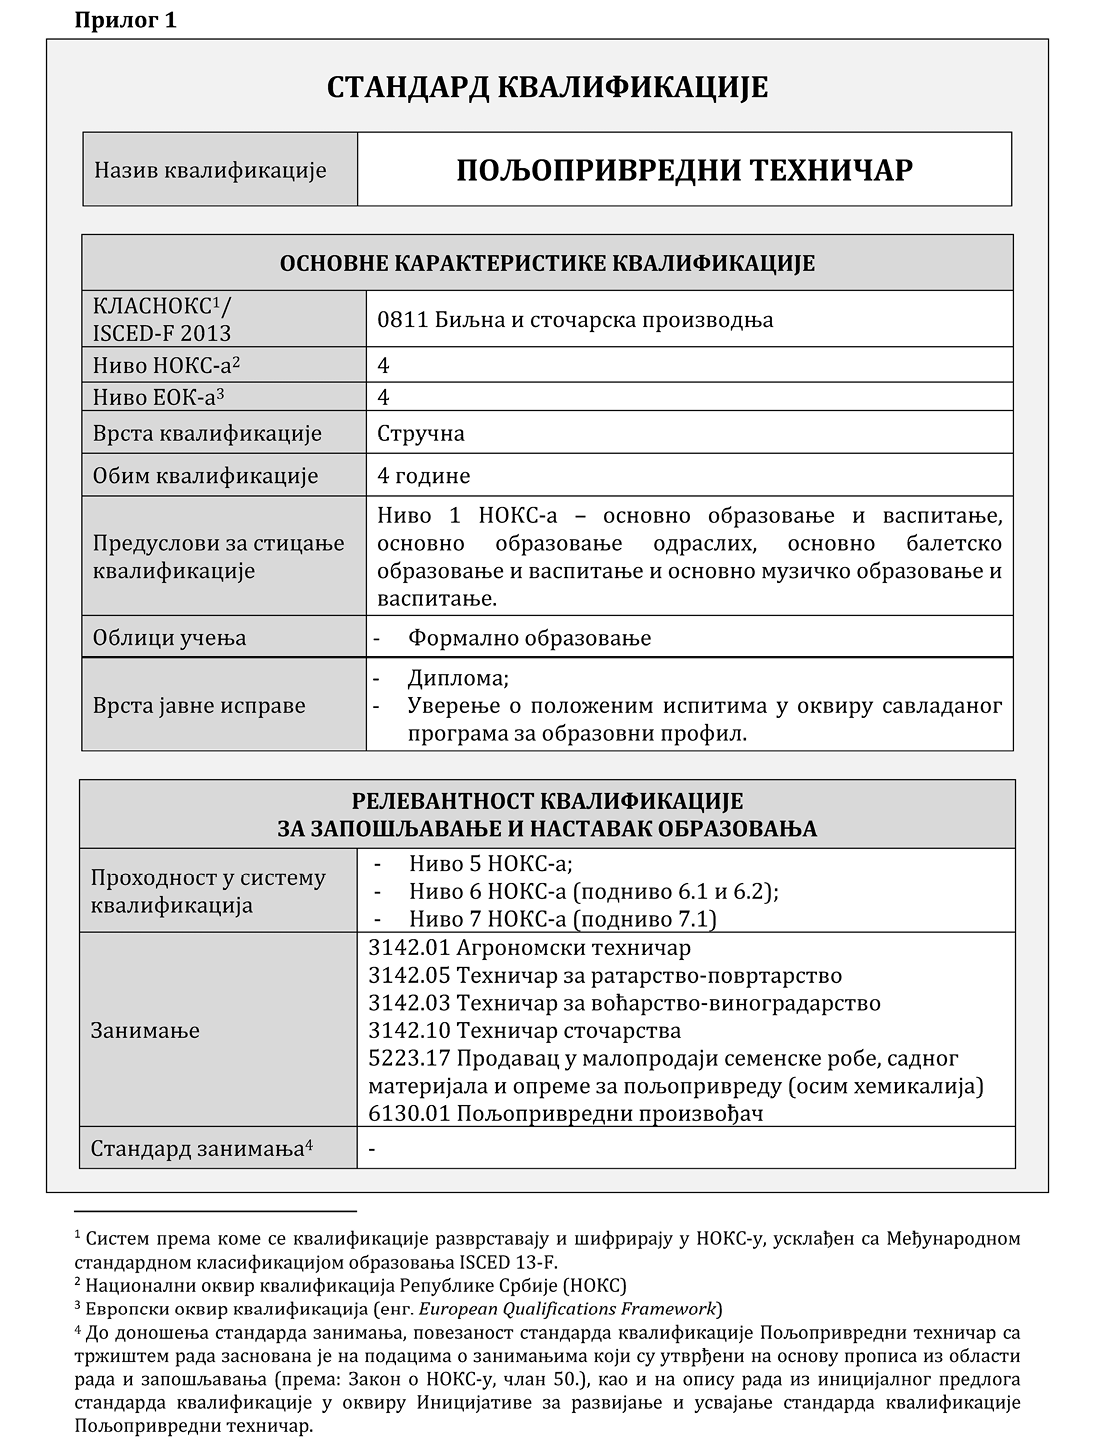 Прилог 1
СТАНДАРД КВАЛИФИКАЦИЈЕ
Назив квалификације
ПОЉОПРИВРЕДНИ ТЕХНИЧАР
ОСНОВНЕ КАРАКТЕРИСТИКЕ КВАЛИФИКАЦИЈЕ
КЛАСНОКС¹/
ISCED-F 2013
0811 Биљна и сточарска производња
Ниво НОКС-а²
4
Ниво ЕОК-а³
4
Врста квалификације
Стручна
Обим квалификације
4 године
Предуслови за стицање
квалификације
Ниво 1 НОКС-а – основно образовање и васпитање,
основно образовање одраслих, основно балетско
образовање и васпитање и основно музичко образовање и
васпитање.
Облици учења
- Формално образовање
Врста јавне исправе
- Диплома;
- Уверење о положеним испитима у оквиру савладаног
програма за образовни профил.
РЕЛЕВАНТНОСТ КВАЛИФИКАЦИЈЕ
ЗА ЗАПОШЉАВАЊЕ И НАСТАВАК ОБРАЗОВАЊА
Проходност у систему
квалификација
- Ниво 5 НОКС-а;
- Ниво 6 НОКС-а (подниво 6.1 и 6.2);
- Ниво 7 НОКС-а (подниво 7.1)
Занимање
3142.01 Агрономски техничар
3142.05 Техничар за ратарство-повртарство
3142.03 Техничар за воћарство-виноградарство
3142.10 Техничар сточарства
5223.17 Продавац у малопродаји семенске робе, садног
материјала и опреме за пољопривреду (осим хемикалија)
6130.01 Пољопривредни произвођач
Стандард занимања⁴
-
¹ Систем према коме се квалификације разврставају и шифрирају у НОКС-у, усклађен са Међународном
стандардном класификацијом образовања ISCED 13-F.
² Национални оквир квалификација Републике Србије (НОКС)
³ Европски оквир квалификација (енг. European Qualifications Framework)
⁴ До доношења стандарда занимања, повезаност стандарда квалификације Пољопривредни техничар са
тржиштем рада заснована је на подацима о занимањима који су утврђени на основу прописа из области
рада и запошљавања (према: Закон о НОКС-у, члан 50.), као и на опису рада из иницијалног предлога
стандарда квалификације у оквиру Иницијативе за развијање и усвајање стандарда квалификације
Пољопривредни техничар.